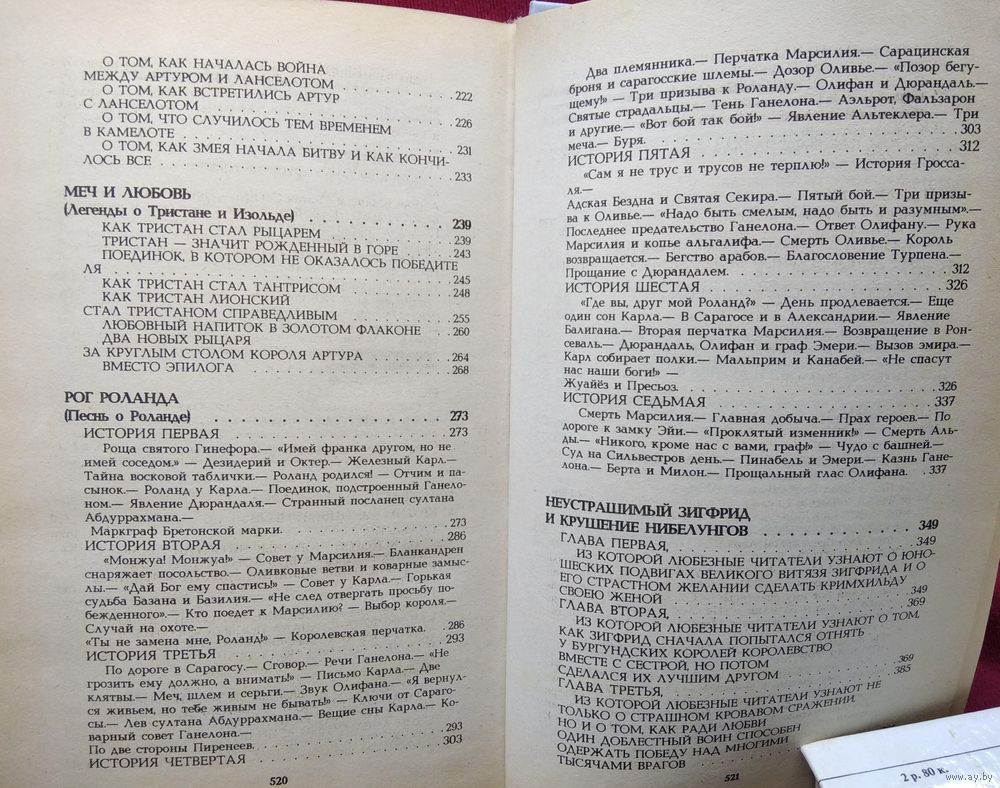 О ТОМ, КАК НАЧАЛАСЬ ВОЙНА
МЕЖДУ АРТУРОМ И ЛАНСЕЛОТОМ . . . . . . . . . . . 222
О ТОМ, КАК ВСТРЕТИЛИСЬ АРТУР
С ЛАНСЕЛОТОМ . . . . . . . . . . . 226
О ТОМ, ЧТО СЛУЧИЛОСЬ ТЕМ ВРЕМЕНЕМ
В КАМЕЛОТЕ . . . . . . . . . . . 231
О ТОМ, КАК ЗМЕЯ НАЧАЛА БИТВУ И КАК КОНЧИ-
ЛОСЬ ВСЕ . . . . . . . . . . . 233
МЕЧ И ЛЮБОВЬ
(Легенды о Тристане и Изольде) . . . . . . . . . . . 239
КАК ТРИСТАН СТАЛ РЫЦАРЕМ . . . . . . . . . . . 239
ТРИСТАН — ЗНАЧИТ РОЖДЕННЫЙ В ГОРЕ . . . . . . 243
ПОЕДИНОК, В КОТОРОМ НЕ ОКАЗАЛОСЬ ПОБЕДИТЕ
ЛЯ . . . . . . . . . . . 245
КАК ТРИСТАН СТАЛ ТАНТРИСОМ . . . . . . . . . . . 248
КАК ТРИСТАН ЛИОНСКИЙ
СТАЛ ТРИСТАНОМ СПРАВЕДЛИВЫМ . . . . . . . . . . . 255
ЛЮБОВНЫЙ НАПИТОК В ЗОЛОТОМ ФЛАКОНЕ . . . . 260
ДВА НОВЫХ РЫЦАРЯ
ЗА КРУГЛЫМ СТОЛОМ КОРОЛЯ АРТУРА . . . . . . . . 264
ВМЕСТО ЭПИЛОГА . . . . . . . . . . . 268
РОГ РОЛАНДА
(Песнь о Роланде) . . . . . . . . . . . 273
ИСТОРИЯ ПЕРВАЯ . . . . . . . . . . . 273
Роща святого Гинефора.— «Имей франка другом, но не
имей соседом.» — Дезидерий и Октер.— Железный Карл.—
Тайна восковой таблички.— Роланд родился! — Отчим и па-
сынок.— Роланд у Карла.— Поединок, подстроенный Ганело-
ном.— Явление Дюрандаля.— Странный посланец султана
Абдуррахмана.—
Маркграф Бретонской марки. . . . . . . . . . . . 273
ИСТОРИЯ ВТОРАЯ . . . . . . . . . . . 286
«Монжуа! Монжуа!» — Совет у Марсилия.— Бланкандрен
снаряжает посольство.— Оливковые ветви и коварные замыс-
лы.— «Дай Бог ему спастись!» — Совет у Карла.— Горькая
судьба Базана и Базилия.— «Не след отвергать просьбу по-
бежденного».— Кто поедет к Марсилию? — Выбор короля.—
Случай на охоте.—
«Ты не замена мне, Роланд!» — Королевская перчатка. . 286
ИСТОРИЯ ТРЕТЬЯ . . . . . . . . . . . 293
По дороге в Сарагосу.— Сговор.— Речи Ганелона.— «Не
грозить ему должно, а внимать!» — Письмо Карла.— Две
клятвы.— Меч, шлем и серьги.— Звук Олифана.— «Я вернул-
ся живьем, но тебе живым не бывать!» — Ключи от Сараго-
сы.— Лев султана Абдуррахмана.— Вещие сны Карла.— Ко-
варный совет Ганелона.—
По две стороны Пиренеев. . . . . . . . . . . . 293
ИСТОРИЯ ЧЕТВЕРТАЯ . . . . . . . . . . . 303
520
Два племянника.— Перчатка Марсилия.— Сарацинская
бронния и сарагосские шлемы.— Дозор Оливье.— «Позор бегу-
щему!» — Три призыва к Роланду.— Олифан и Дюрандаль.—
Святые страдальцы.— Тень Ганелона.— Аэльрот, Фальзарон
и другие.— «Вот бой так бой!» — Явление Альтеклера.— Три
меча.— Буря. . . . . . . . . . . . 303
ИСТОРИЯ ПЯТАЯ . . . . . . . . . . . 312
«Сам я не трус и трусов не терплю!» — История Гросса-
ля.—
Адская Бездна и Святая Секира.— Пятый бой.— Три призы-
ва к Оливье.— «Надо быть смелым, надо быть и разумным».—
Последнее предательство Ганелона.— Ответ Олифану.— Рука
Марсилия и копье альгалифа.— Смерть Оливье.— Король
возвращается.— Бегство арабов.— Благословение Турпена.—
Прощание с Дюрандалем. . . . . . . . . . . . 312
ИСТОРИЯ ШЕСТАЯ . . . . . . . . . . . 326
«Где вы, друг мой Роланд?» — День продлевается.— Еще
один сон Карла.— В Сарагосе и в Александрии.— Явление
Балигана.— Вторая перчатка Марсилия.— Возвращение в Рон-
севаль.— Дюрандаль, Олифан и граф Эмери.— Вызов эмира.—
Карл собирает полки.— Мальприм и Канабей.— «Не спасут
нас наши боги!» —
Жуайёз и Пресьоз. . . . . . . . . . . . 326
ИСТОРИЯ СЕДЬМАЯ . . . . . . . . . . . 337
Смерть Марсилия.— Главная добыча.— Прах героев.— По
дороге к замку Эйи.— «Проклятый изменник!» — Смерть Аль-
ды.— «Никого, кроме нас с вами, граф!» — Чудо с башней.—
Суд на Сильвестров день.— Пинабель и Эмери.— Казнь Гане-
лона.— Берта и Милон.— Прощальный глас Олифана. . 337
НЕУСТРАШИМЫЙ ЗИГФРИД
И КРУШЕНИЕ НИБЕЛУНГОВ . . . . . . . . . . . 349
ГЛАВА ПЕРВАЯ, . . . . . . . . . . . 349
ИЗ КОТОРОЙ ЛЮБЕЗНЫЕ ЧИТАТЕЛИ УЗНАЮТ О ЮНО-
ШЕСКИХ ПОДВИГАХ ВЕЛИКОГО ВИТЯЗЯ ЗИГФРИДА И О
ЕГО СТРАСТНОМ ЖЕЛАНИИ СДЕЛАТЬ КРИМХИЛЬДУ
СВОЕЮ ЖЕНОЙ . . . . . . . . . . . 349
ГЛАВА ВТОРАЯ, . . . . . . . . . . . 369
ИЗ КОТОРОЙ ЛЮБЕЗНЫЕ ЧИТАТЕЛИ УЗНАЮТ О ТОМ,
КАК ЗИГФРИД СНАЧАЛА ПОПЫТАЛСЯ ОТНЯТЬ
У БУРГУНДСКИХ КОРОЛЕЙ КОРОЛЕВСТВО
ВМЕСТЕ С СЕСТРОЙ, НО ПОТОМ
СДЕЛАЛСЯ ИХ ЛУЧШИМ ДРУГОМ . . . . . . . . . . . 369
ГЛАВА ТРЕТЬЯ, . . . . . . . . . . . 385
ИЗ КОТОРОЙ ЛЮБЕЗНЫЕ ЧИТАТЕЛИ УЗНАЮТ НЕ
ТОЛЬКО О СТРАШНОМ КРОВАВОМ СРАЖЕНИИ,
НО И О ТОМ, КАК РАДИ ЛЮБВИ
ОДИН ДОБЛЕСТНЫЙ ВОИН СПОСОБЕН
ОДЕРЖАТЬ ПОБЕДУ НАД МНОГИМИ
ТЫСЯЧАМИ ВРАГОВ
521
2 р. 80 к.
www.ay.by